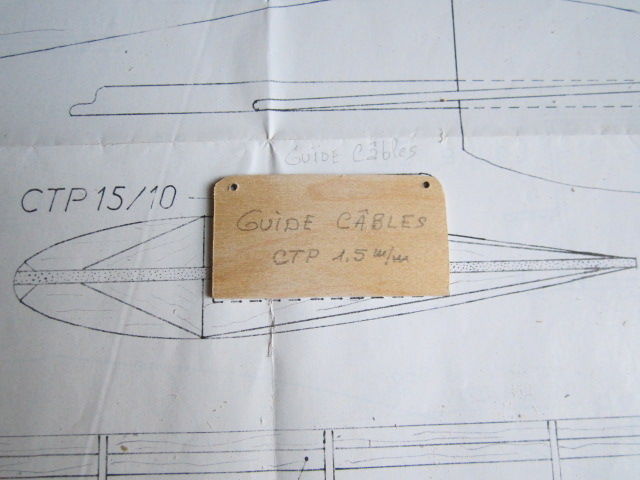 Guide Câbles
CTP 15/10
GUIDE CÂBLES
CTP 1.5 m/m